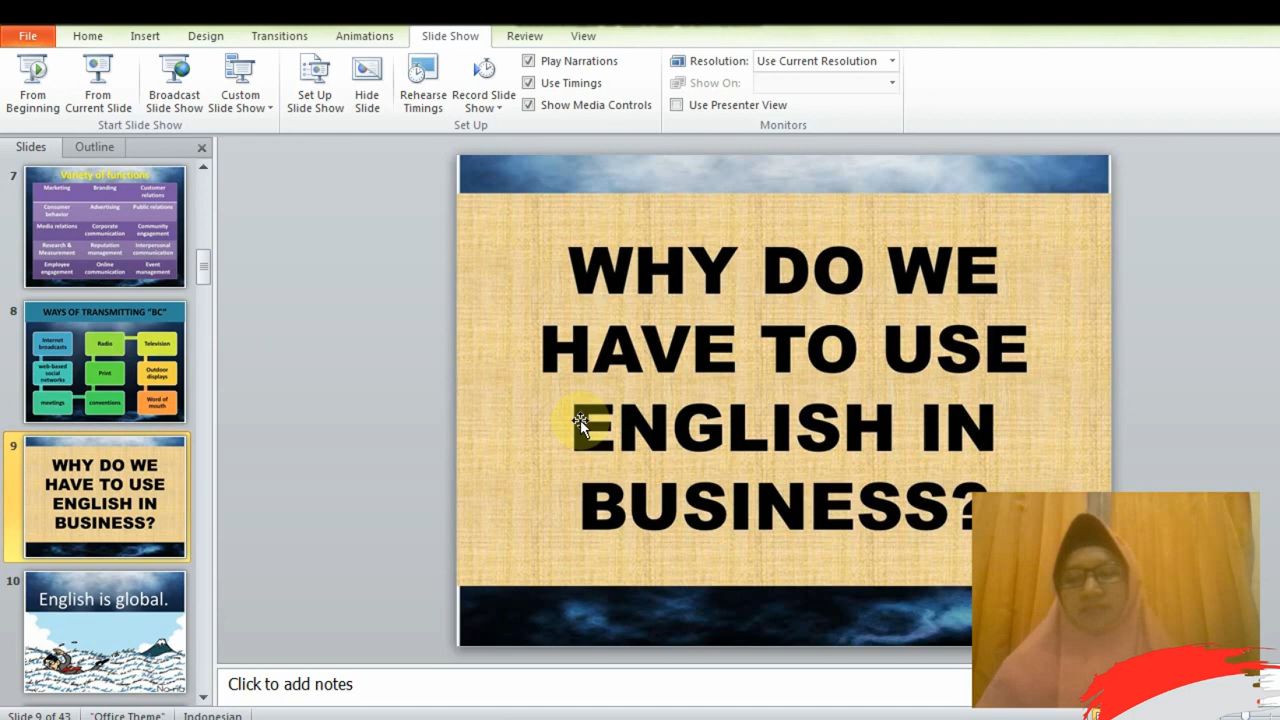 File Home Insert Design Transitions Animations Slide Show Review View
From Beginning
From Current Slide
Broadcast Slide Show
Custom Slide Show
Start Slide Show
Set Up Slide Show
Hide Slide
Rehearse Timings
Record Slide Show
Play Narrations
Use Timings
Show Media Controls
Set Up
Resolution: Use Current Resolution
Show On:
Use Presenter View
Monitors
Slides Outline
7
Variety of functions
Marketing Branding Customer relations
Consumer behavior Advertising Public relations
Media relations Corporate communication Community engagement
Research & Measurement Reputation management Interpersonal communication
Employee engagement Online communication Event management
8
WAYS OF TRANSMITTING "BC"
Internet broadcasts Radio Television
web-based social networks Print Outdoor displays
meetings conventions Word of mouth
9
WHY DO WE
HAVE TO USE
ENGLISH IN
BUSINESS?
10
English is global.
WHY DO WE
HAVE TO USE
ENGLISH IN
BUSINESS?
Click to add notes
Slide 9 of 43 "Office Theme" Indonesian